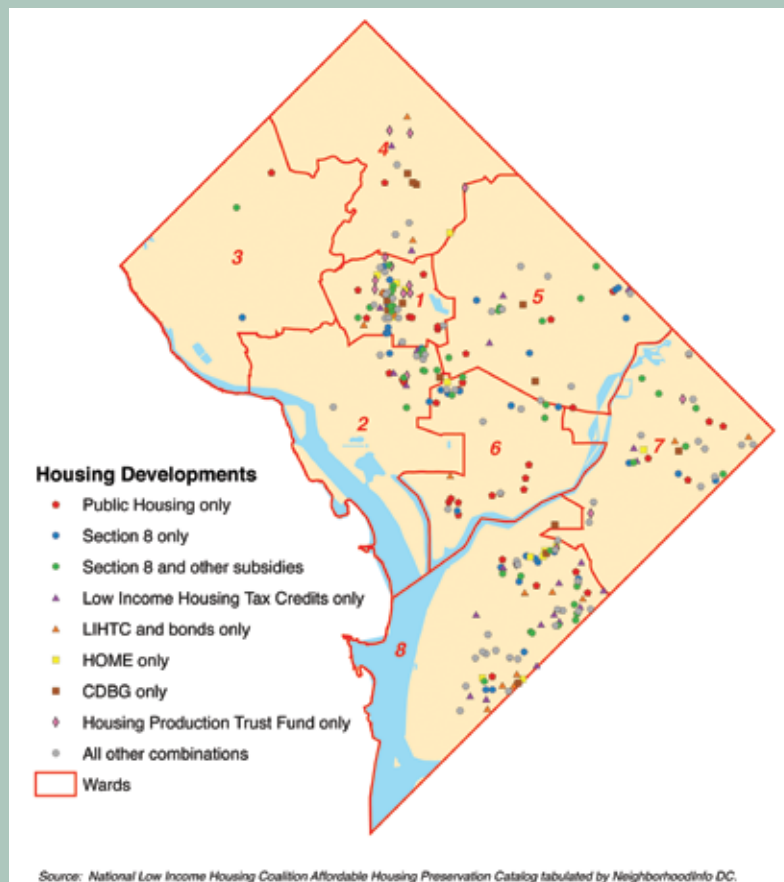 4
3
1
5
2
6
7
Housing Developments
Public Housing only
Section 8 only
Section 8 and other subsidies
Low Income Housing Tax Credits only
LIHTC and bonds only
HOME only
8
CDBG only
Housing Production Trust Fund only
All other combinations
Wards
Source: National Low Income Housing Coalition Affordable Housing Preservation Catalog tabulated by NeighborhoodInfo DC.